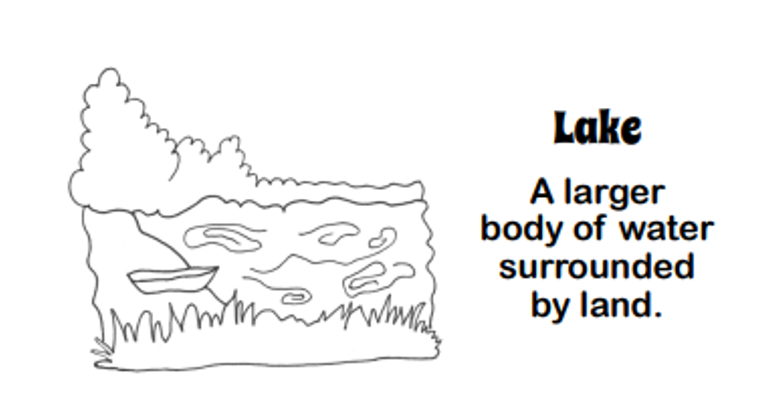 Lake
A larger
body of water
surrounded
by land.